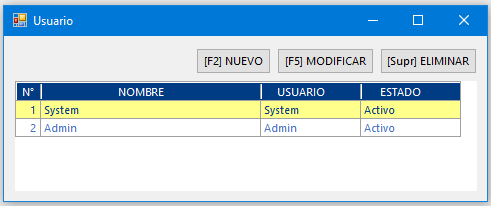 Usuario
[F2] NUEVO [F5] MODIFICAR [Supr] ELIMINAR
N° NOMBRE USUARIO ESTADO
1 System System Activo
2 Admin Admin Activo